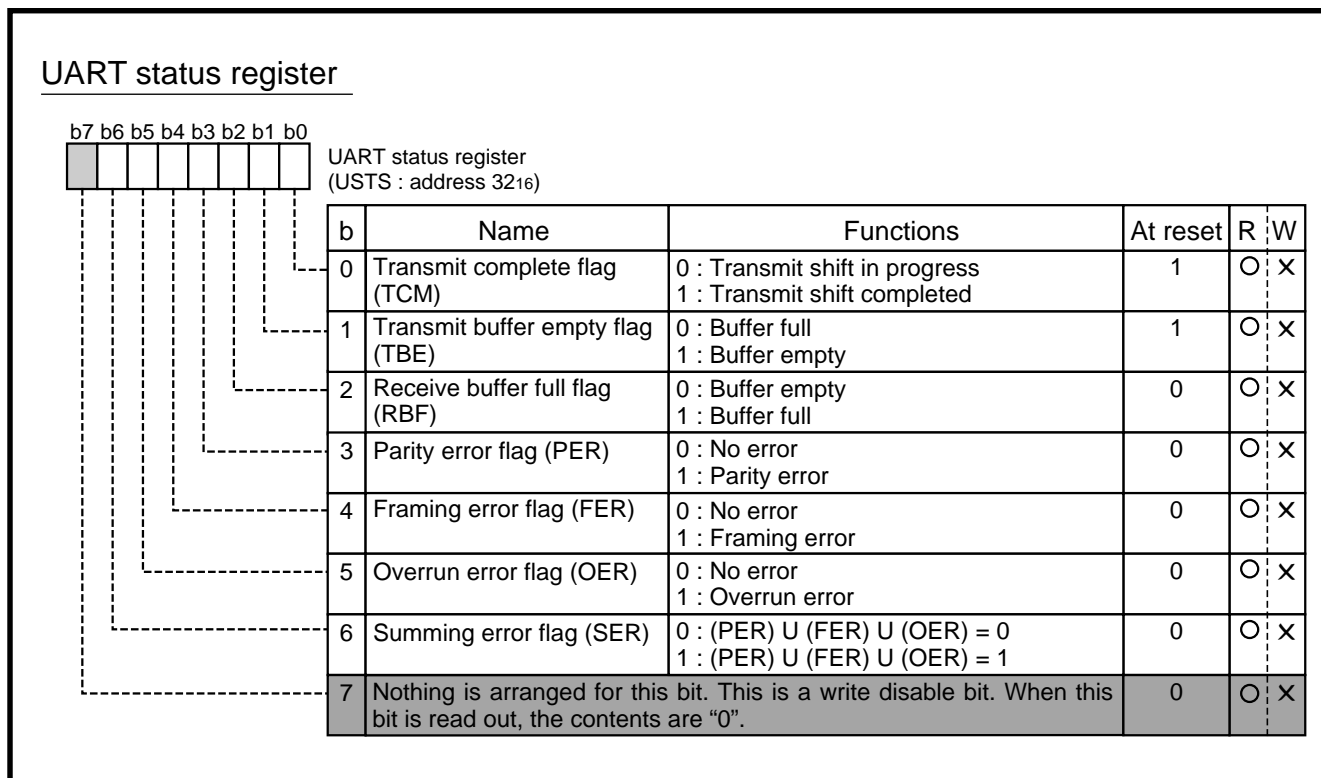 UART status register
b7 b6 b5 b4 b3 b2 b1 b0
UART status register
(USTS : address 3216)
b Name Functions At reset R W
0 Transmit complete flag (TCM) 0 : Transmit shift in progress 1 : Transmit shift completed 1 O X
1 Transmit buffer empty flag (TBE) 0 : Buffer full 1 : Buffer empty 1 O X
2 Receive buffer full flag (RBF) 0 : Buffer empty 1 : Buffer full 0 O X
3 Parity error flag (PER) 0 : No error 1 : Parity error 0 O X
4 Framing error flag (FER) 0 : No error 1 : Framing error 0 O X
5 Overrun error flag (OER) 0 : No error 1 : Overrun error 0 O X
6 Summing error flag (SER) 0 : (PER) U (FER) U (OER) = 0 1 : (PER) U (FER) U (OER) = 1 0 O X
7 Nothing is arranged for this bit. This is a write disable bit. When this bit is read out, the contents are “0”. 0 O X